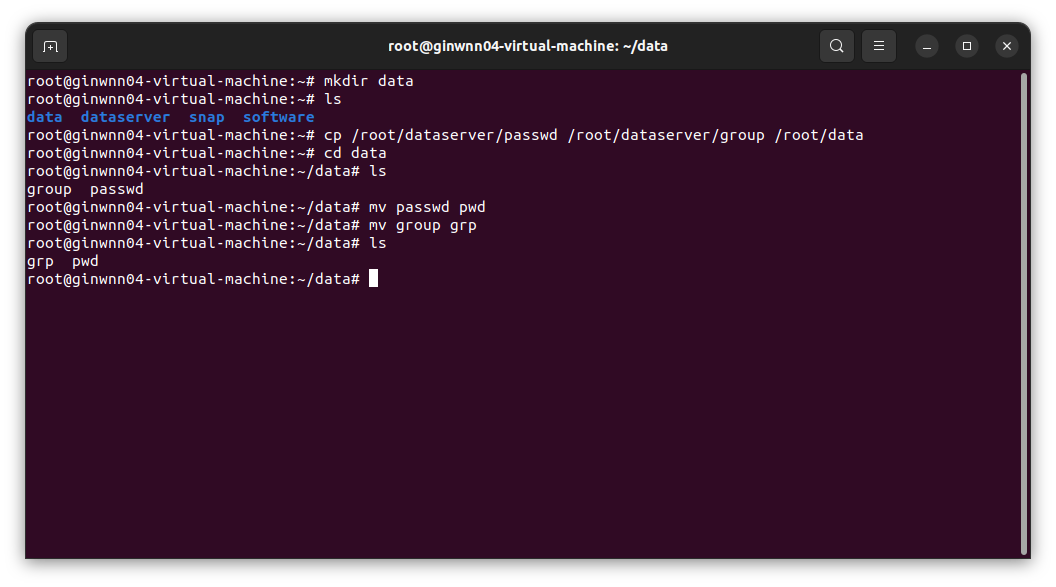 root@ginwnn04-virtual-machine: ~/data
root@ginwnn04-virtual-machine:~# mkdir data
root@ginwnn04-virtual-machine:~# ls
data  dataserver  snap  software
root@ginwnn04-virtual-machine:~# cp /root/dataserver/passwd /root/dataserver/group /root/data
root@ginwnn04-virtual-machine:~# cd data
root@ginwnn04-virtual-machine:~/data# ls
group  passwd
root@ginwnn04-virtual-machine:~/data# mv passwd pwd
root@ginwnn04-virtual-machine:~/data# mv group grp
root@ginwnn04-virtual-machine:~/data# ls
grp  pwd
root@ginwnn04-virtual-machine:~/data#